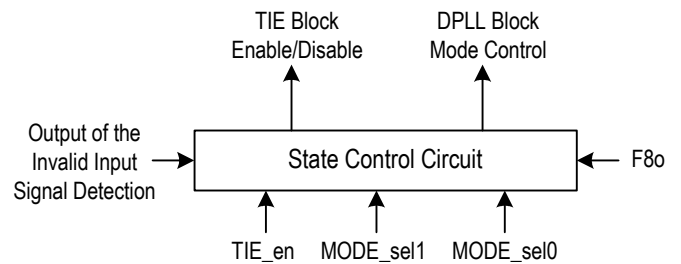 TIE Block
Enable/Disable
DPLL Block
Mode Control
Output of the
Invalid Input
Signal Detection
State Control Circuit
F8o
TIE_en
MODE_sel1
MODE_sel0